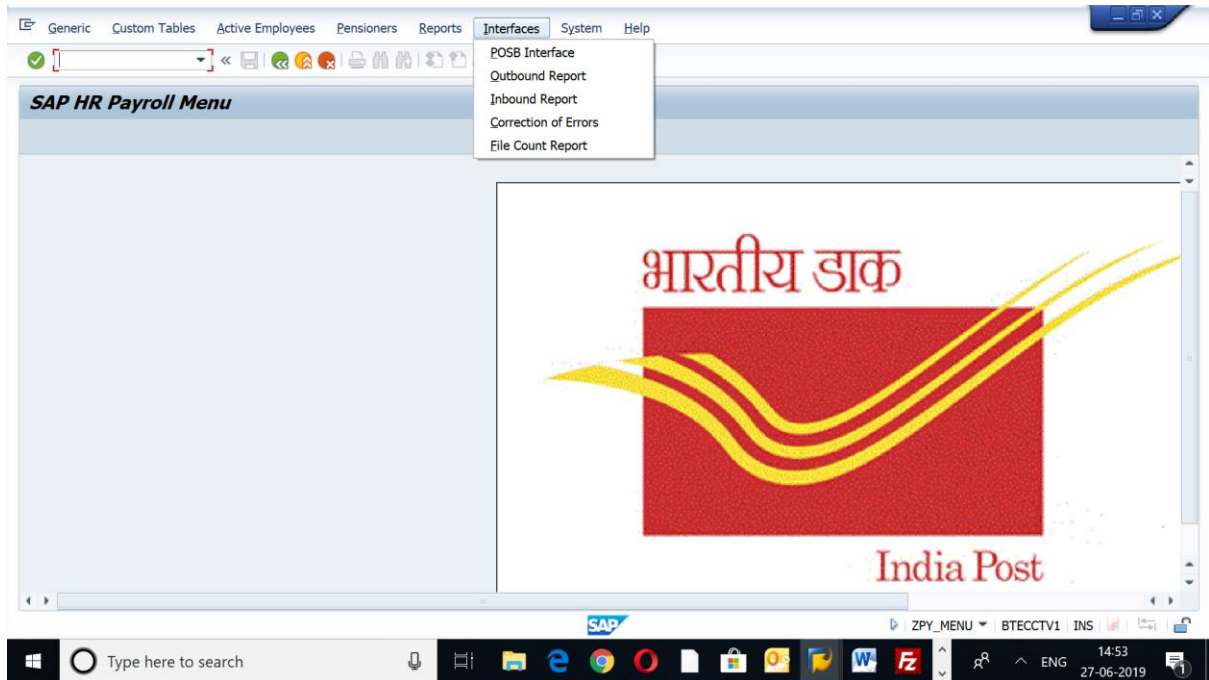 Generic Custom Tables Active Employees Pensioners Reports Interfaces System Help
POSB Interface
Outbound Report
Inbound Report
Correction of Errors
File Count Report
SAP HR Payroll Menu
भारतीय डाक
India Post
SAP
ZPY_MENU BTECCTV1 INS
Type here to search
ENG
14:53
27-06-2019
1